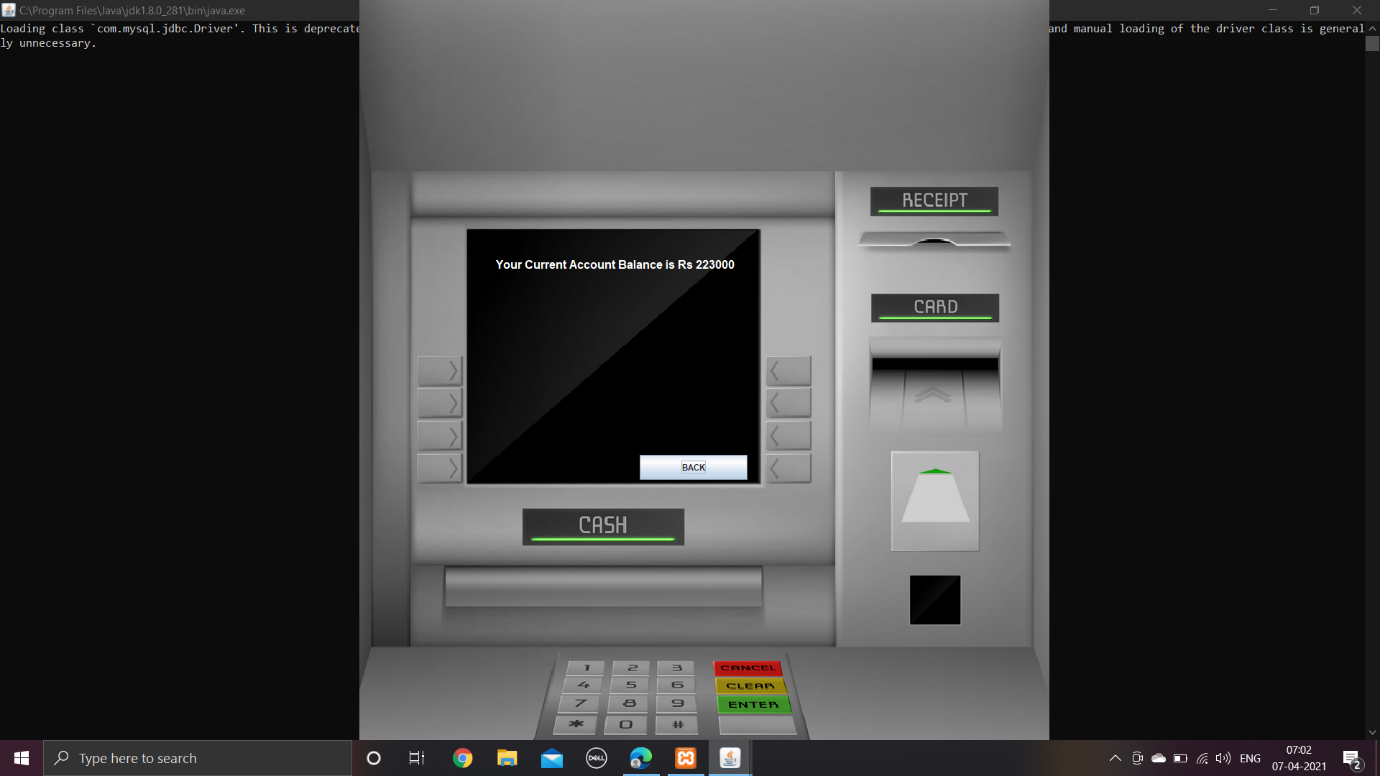 C:\Program Files\Java\jdk1.8.0_281\bin\java.exe
Loading class `com.mysql.jdbc.Driver'. This is deprecate
and manual loading of the driver class is general
ly unnecessary.
RECEIPT
Your Current Account Balance is Rs 223000
CARD
BACK
CASH
1 2 3 CANCEL
4 5 6 CLEAR
7 8 9 ENTER
* 0 #
Type here to search
DELL
ENG
07:02
07-04-2021
2